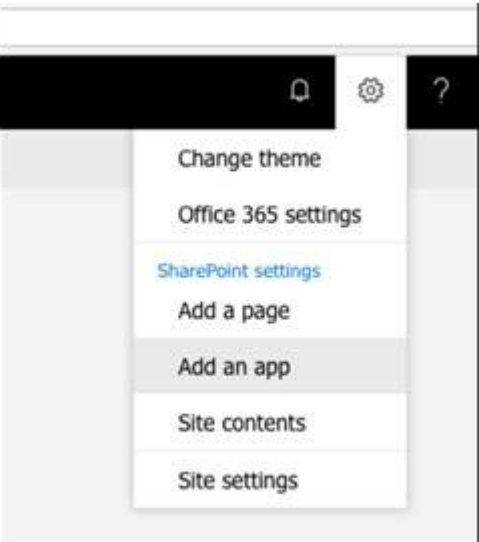 ?
Change theme
Office 365 settings
SharePoint settings
Add a page
Add an app
Site contents
Site settings